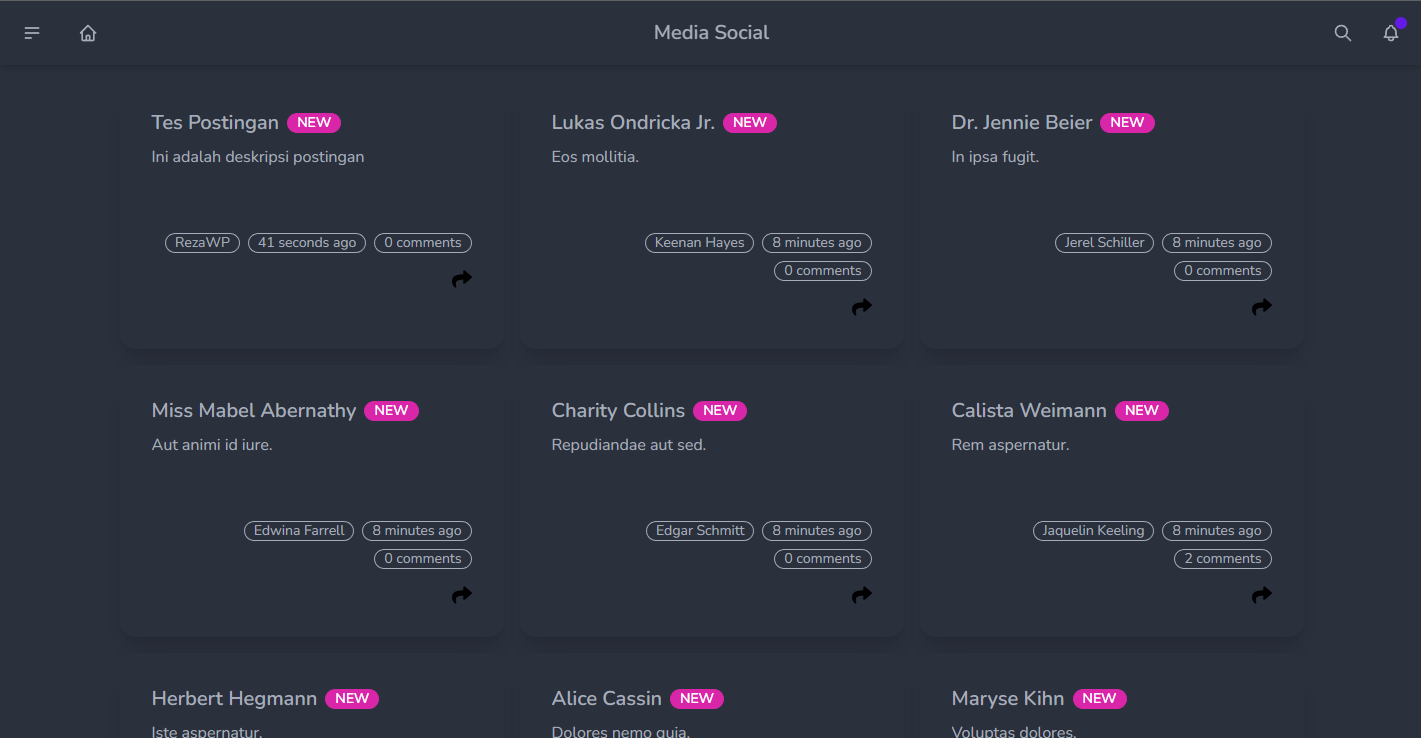 Media Social
Tes Postingan NEW
Ini adalah deskripsi postingan
RezaWP 41 seconds ago 0 comments
Lukas Ondricka Jr. NEW
Eos mollitia.
Keenan Hayes 8 minutes ago
0 comments
Dr. Jennie Beier NEW
In ipsa fugit.
Jerel Schiller 8 minutes ago
0 comments
Miss Mabel Abernathy NEW
Aut animi id iure.
Edwina Farrell 8 minutes ago
0 comments
Charity Collins NEW
Repudiandae aut sed.
Edgar Schmitt 8 minutes ago
0 comments
Calista Weimann NEW
Rem aspernatur.
Jaquelin Keeling 8 minutes ago
2 comments
Herbert Hegmann NEW
Iste aspernatur.
Alice Cassin NEW
Dolores nemo quia.
Maryse Kihn NEW
Voluptas dolores.